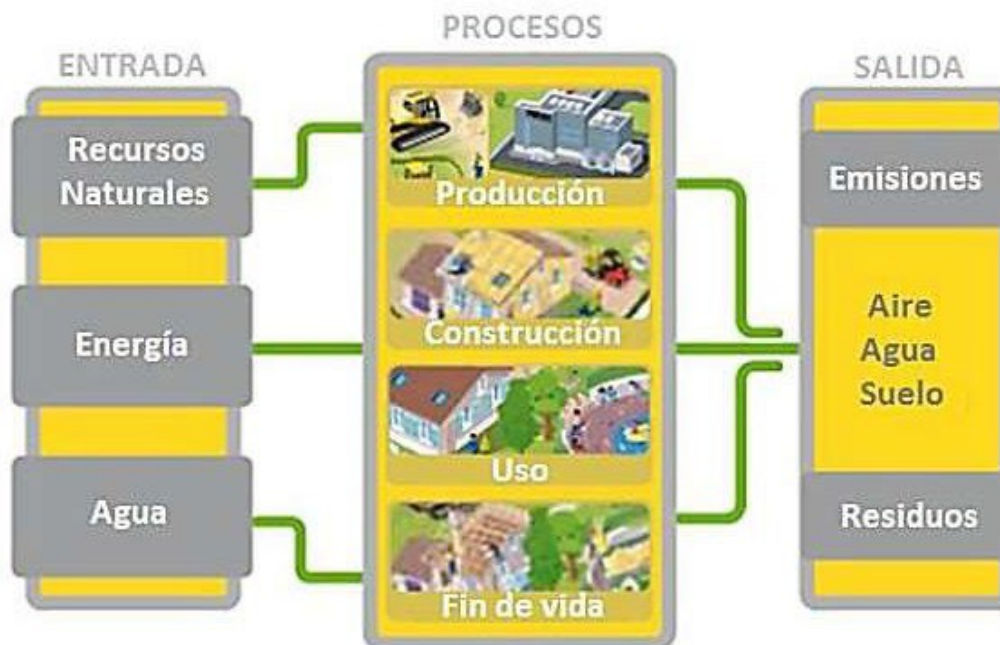 ENTRADA
Recursos
Naturales
Energía
Agua
PROCESOS
Producción
Construcción
Uso
Fin de vida
SALIDA
Emisiones
Aire
Agua
Suelo
Residuos